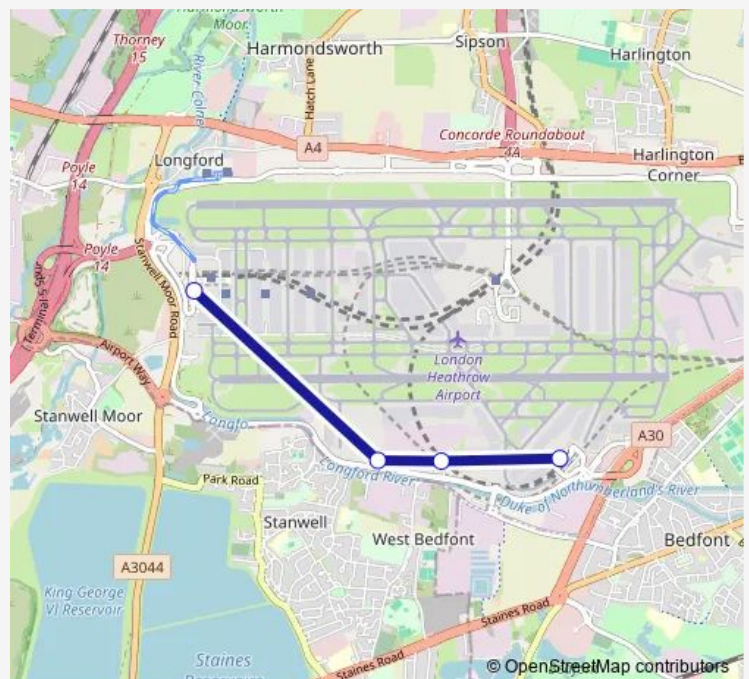 Harmondsworth
Moor
Thorney
15
Harmondsworth
Sipson
Harlington
River Colne
Hatch Lane
Concorde Roundabout
4A
A4
Longford
Poyle
14
Harlington
Corner
Poyle
14
Stanwell Moor Road
Terminal 5 Spur
London
Heathrow
Airport
Airport Way
Stanwell Moor
Longfo
A30
Longford River
Park Road
Duke of Northumberland's River
Stanwell
West Bedfont
Bedfont
A3044
King George
VI Reservoir
Staines Road
Staines
Staines Road
© OpenStreetMap contributors